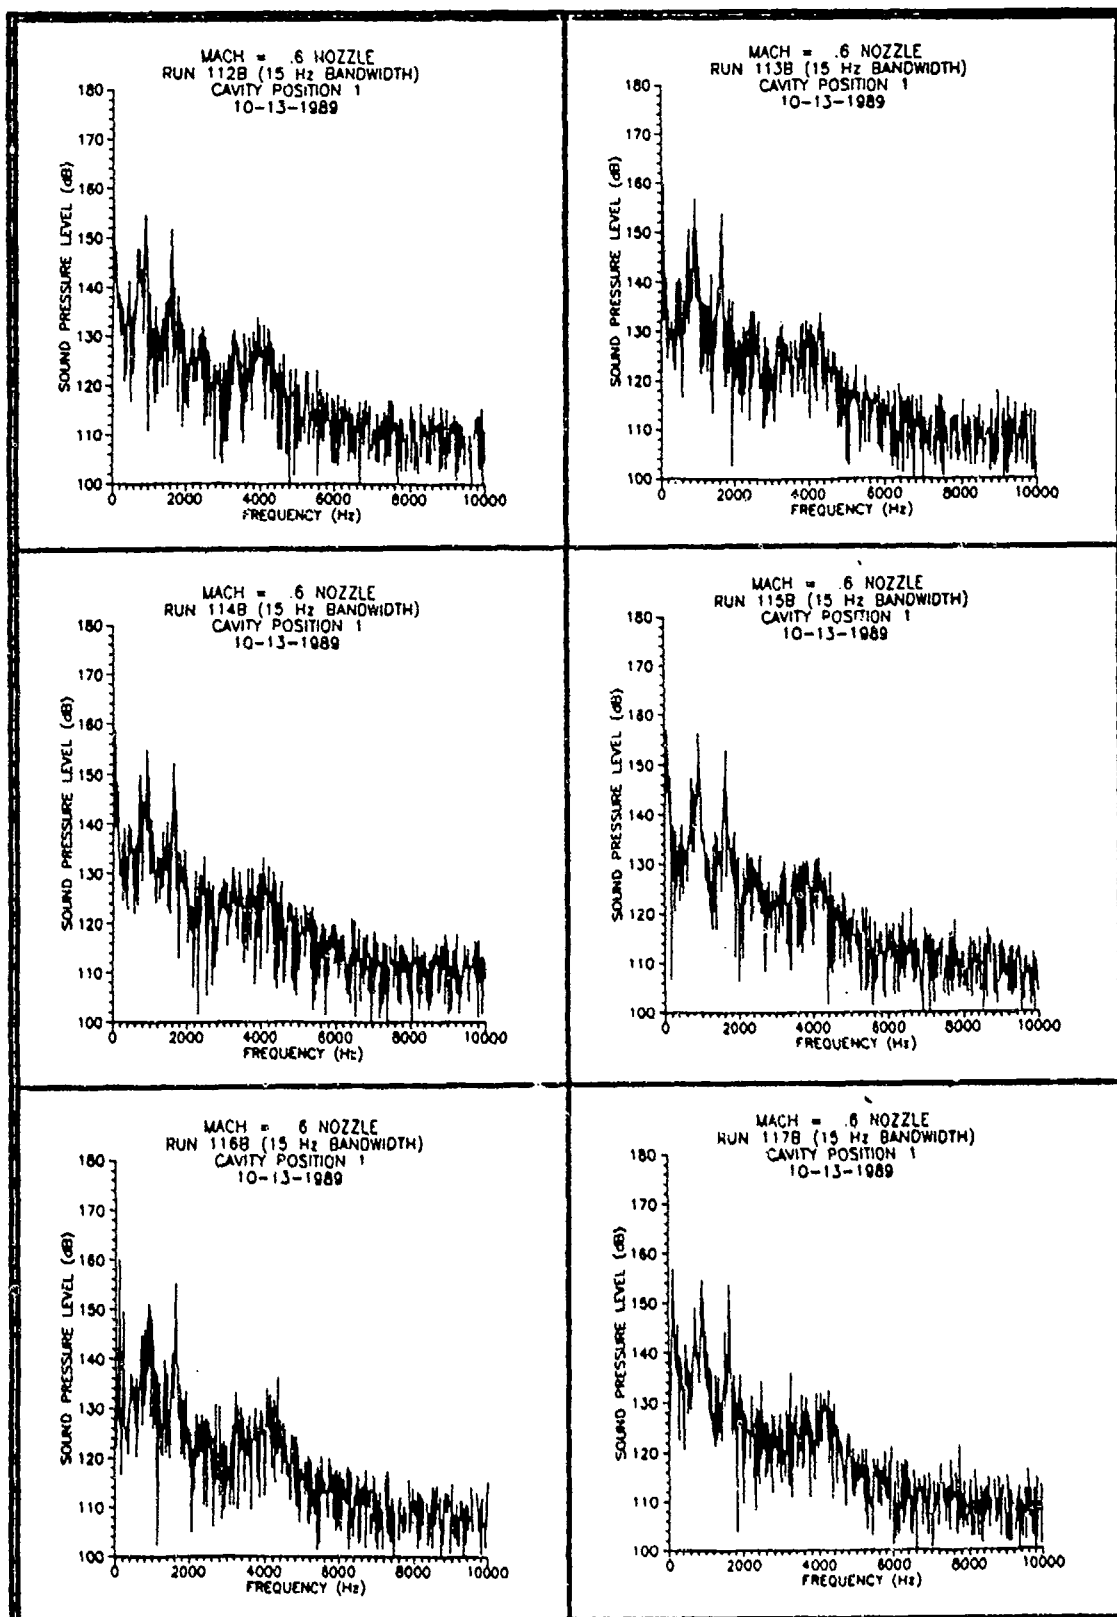 MACH = .6 NOZZLE
RUN 112B (15 Hz BANDWIDTH)
CAVITY POSITION 1
10-13-1989
180
170
160
150
140
130
120
110
100
SOUND PRESSURE LEVEL (dB)
0 2000 4000 6000 8000 10000
FREQUENCY (Hz)
MACH = .6 NOZZLE
RUN 113B (15 Hz BANDWIDTH)
CAVITY POSITION 1
10-13-1989
180
170
160
150
140
130
120
110
100
SOUND PRESSURE LEVEL (dB)
0 2000 4000 6000 8000 10000
FREQUENCY (Hz)
MACH = .6 NOZZLE
RUN 114B (15 Hz BANDWIDTH)
CAVITY POSITION 1
10-13-1989
180
170
160
150
140
130
120
110
100
SOUND PRESSURE LEVEL (dB)
0 2000 4000 6000 8000 10000
FREQUENCY (Hz)
MACH = .6 NOZZLE
RUN 115B (15 Hz BANDWIDTH)
CAVITY POSITION 1
10-13-1989
180
170
160
150
140
130
120
110
100
SOUND PRESSURE LEVEL (dB)
0 2000 4000 6000 8000 10000
FREQUENCY (Hz)
MACH = 6 NOZZLE
RUN 116B (15 Hz BANDWIDTH)
CAVITY POSITION 1
10-13-1989
180
170
160
150
140
130
120
110
100
SOUND PRESSURE LEVEL (dB)
0 2000 4000 6000 8000 10000
FREQUENCY (Hz)
MACH = .6 NOZZLE
RUN 117B (15 Hz BANDWIDTH)
CAVITY POSITION 1
10-13-1989
180
170
160
150
140
130
120
110
100
SOUND PRESSURE LEVEL (dB)
0 2000 4000 6000 8000 10000
FREQUENCY (Hz)